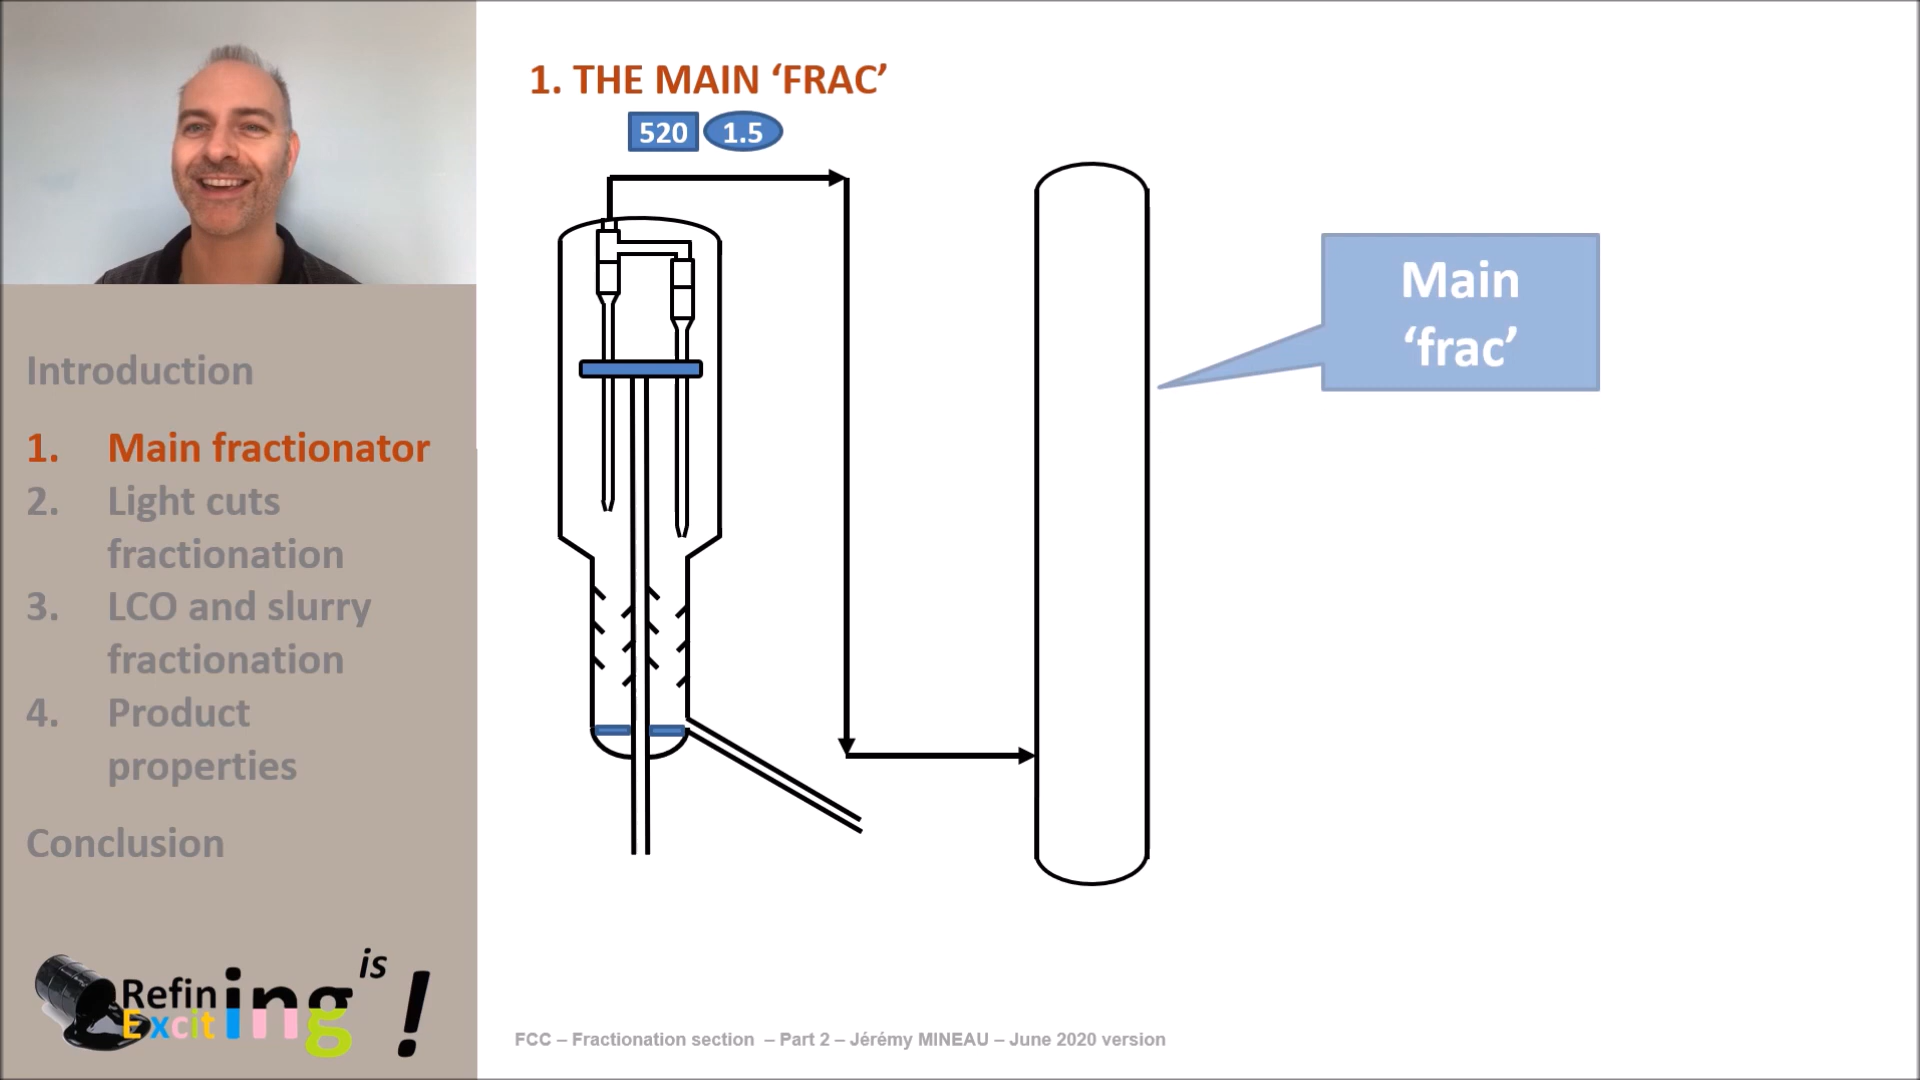 1. THE MAIN ‘FRAC’
520
1.5
Main
‘frac’
Introduction
1. Main fractionator
2. Light cuts
fractionation
3. LCO and slurry
fractionation
4. Product
properties
Conclusion
Refining is
Exciting !
FCC – Fractionation section – Part 2 – Jérémy MINEAU – June 2020 version